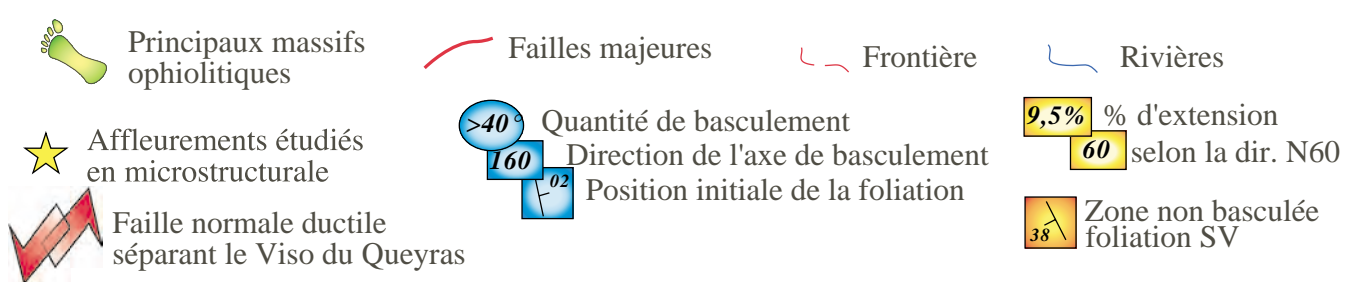 Principaux massifs
ophiolitiques
Failles majeures
Frontière
Rivières
Affleurements étudiés
en microstructurale
>40° Quantité de basculement
160 Direction de l'axe de basculement
02 Position initiale de la foliation
9,5% % d'extension
60 selon la dir. N60
Faille normale ductile
séparant le Viso du Queyras
Zone non basculée
38 foliation SV